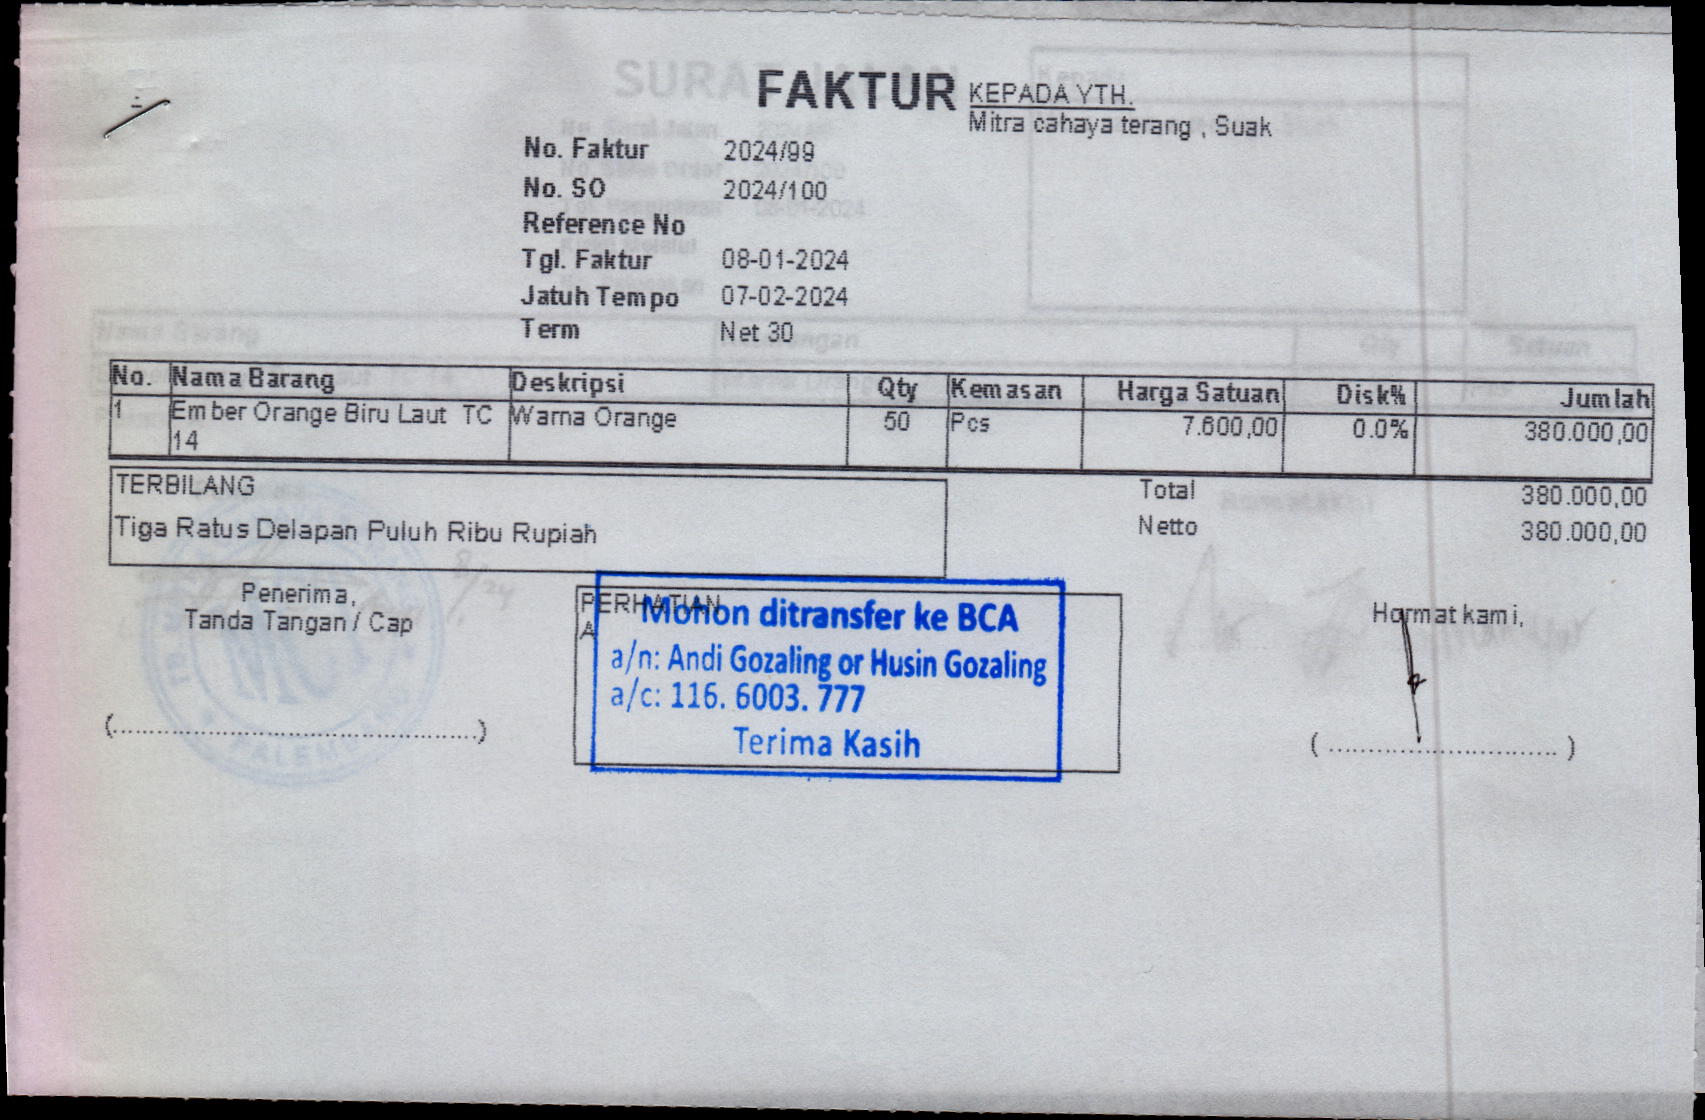 FAKTUR
KEPADA YTH.
Mitra cahaya terang , Suak
No. Faktur 2024/99
No. SO 2024/100
Reference No
Tgl. Faktur 08-01-2024
Jatuh Tempo 07-02-2024
Term Net 30
No. Nama Barang Deskripsi Qty Kemasan Harga Satuan Disk% Jumlah
1 Ember Orange Biru Laut TC Warna Orange 50 Pcs 7.600,00 0.0% 380.000,00
14
TERBILANG
Tiga Ratus Delapan Puluh Ribu Rupiah
Total 380.000,00
Netto 380.000,00
Penerima,
Tanda Tangan / Cap
(................................................)
PERHATIAN
A
Mohon ditransfer ke BCA
a/n: Andi Gozaling or Husin Gozaling
a/c: 116. 6003. 777
Terima Kasih
Hormat kami,
( .............................. )